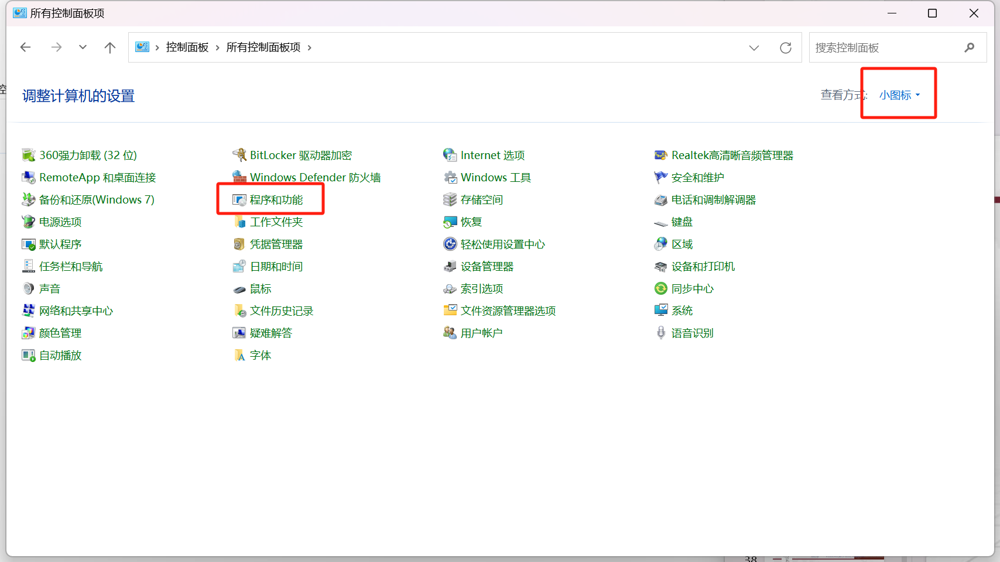 所有控制面板项
控制面板 所有控制面板项 搜索控制面板
控
调整计算机的设置 查看方式: 小图标
360强力卸载 (32 位) BitLocker 驱动器加密 Internet 选项 Realtek高清晰音频管理器
RemoteApp 和桌面连接 Windows Defender 防火墙 Windows 工具 安全和维护
备份和还原(Windows 7) 程序和功能 存储空间 电话和调制解调器
电源选项 工作文件夹 恢复 键盘
默认程序 凭据管理器 轻松使用设置中心 区域
任务栏和导航 日期和时间 设备管理器 设备和打印机
声音 鼠标 索引选项 同步中心
网络和共享中心 文件历史记录 文件资源管理器选项 系统
颜色管理 疑难解答 用户帐户 语音识别
自动播放 字体
38